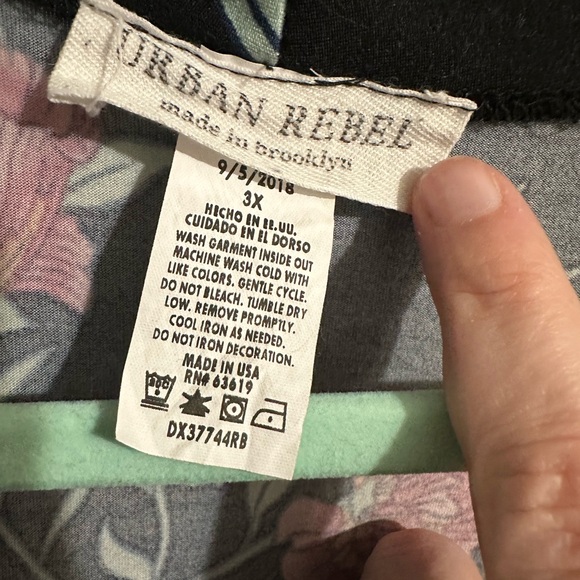 URBAN REBEL
made in brooklyn
9/5/2018
3X
HECHO EN EE.UU.
CUIDADO EN EL DORSO
WASH GARMENT INSIDE OUT
MACHINE WASH COLD WITH
LIKE COLORS. GENTLE CYCLE.
DO NOT BLEACH. TUMBLE DRY
LOW. REMOVE PROMPTLY.
COOL IRON AS NEEDED.
DO NOT IRON DECORATION.
MADE IN USA
RN# 63619
DX37744RB